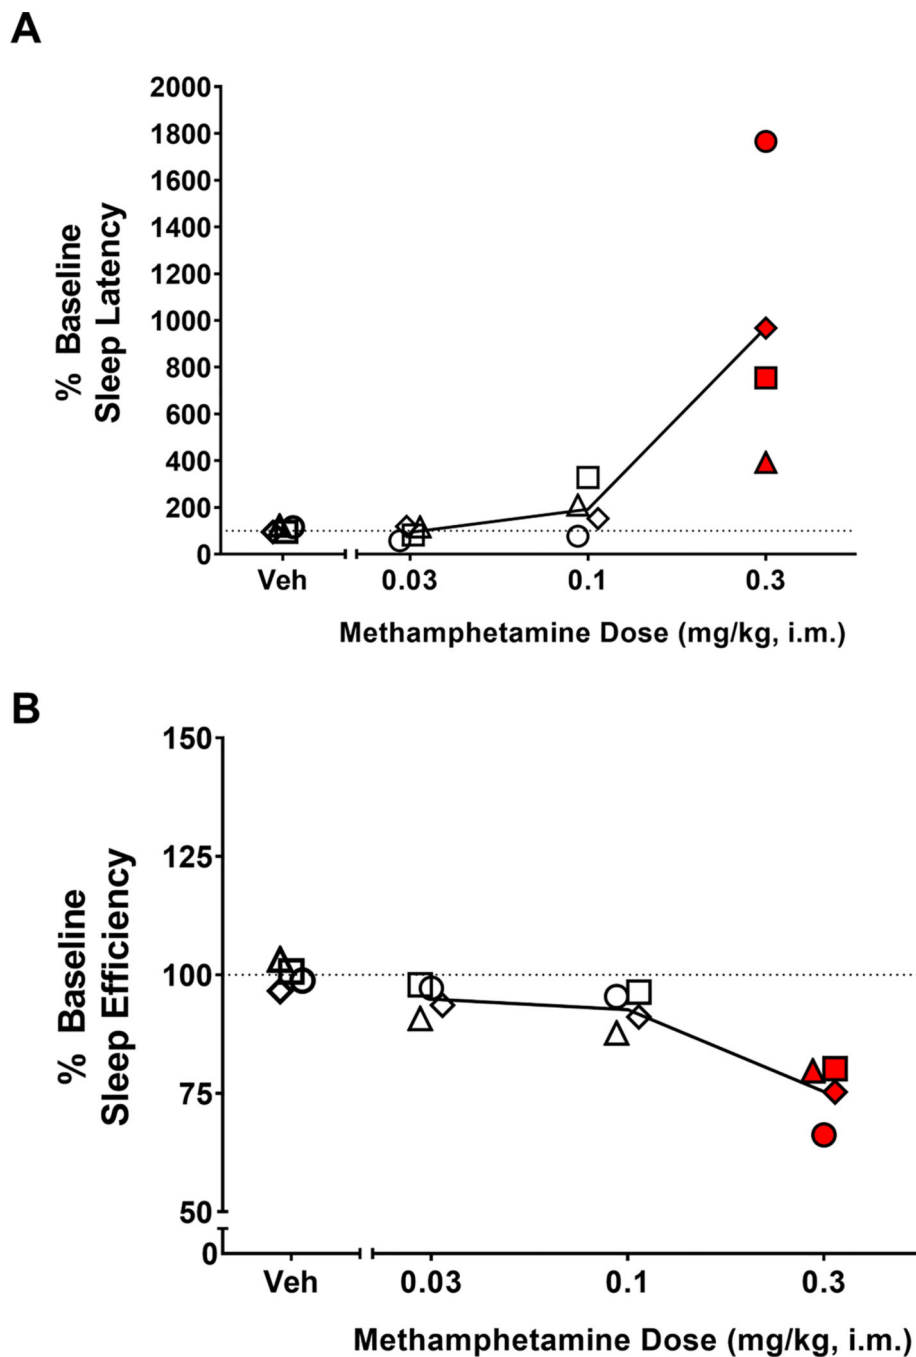 A
% Baseline
Sleep Latency
2000
1800
1600
1400
1200
1000
800
600
400
200
0
Veh 0.03 0.1 0.3
Methamphetamine Dose (mg/kg, i.m.)
B
% Baseline
Sleep Efficiency
150
125
100
75
50
0
Veh 0.03 0.1 0.3
Methamphetamine Dose (mg/kg, i.m.)